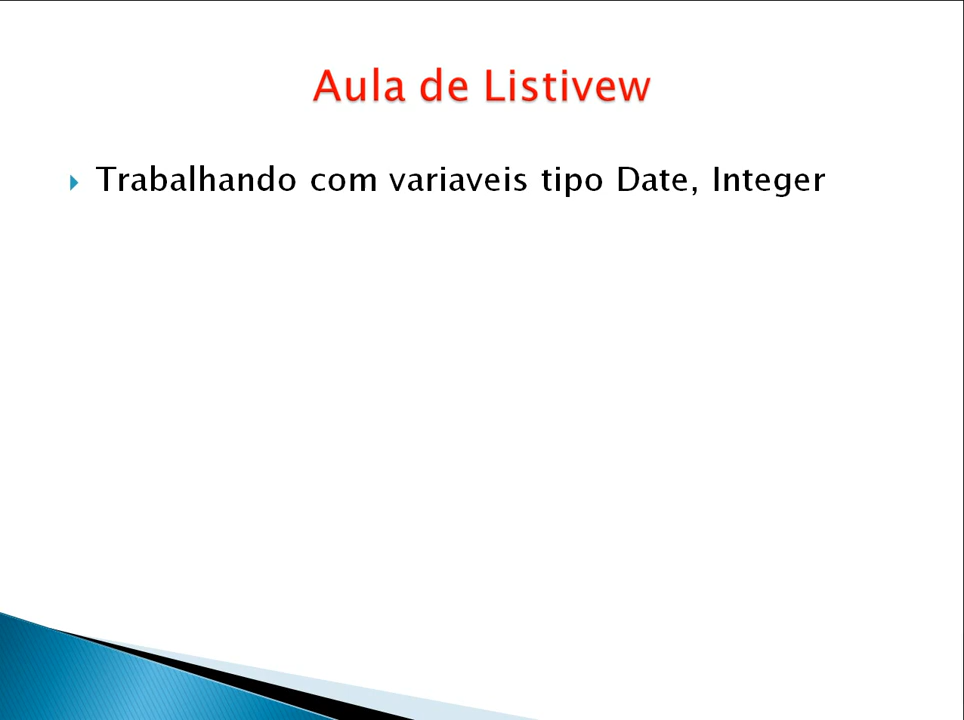 Aula de Listivew
Trabalhando com variaveis tipo Date, Integer